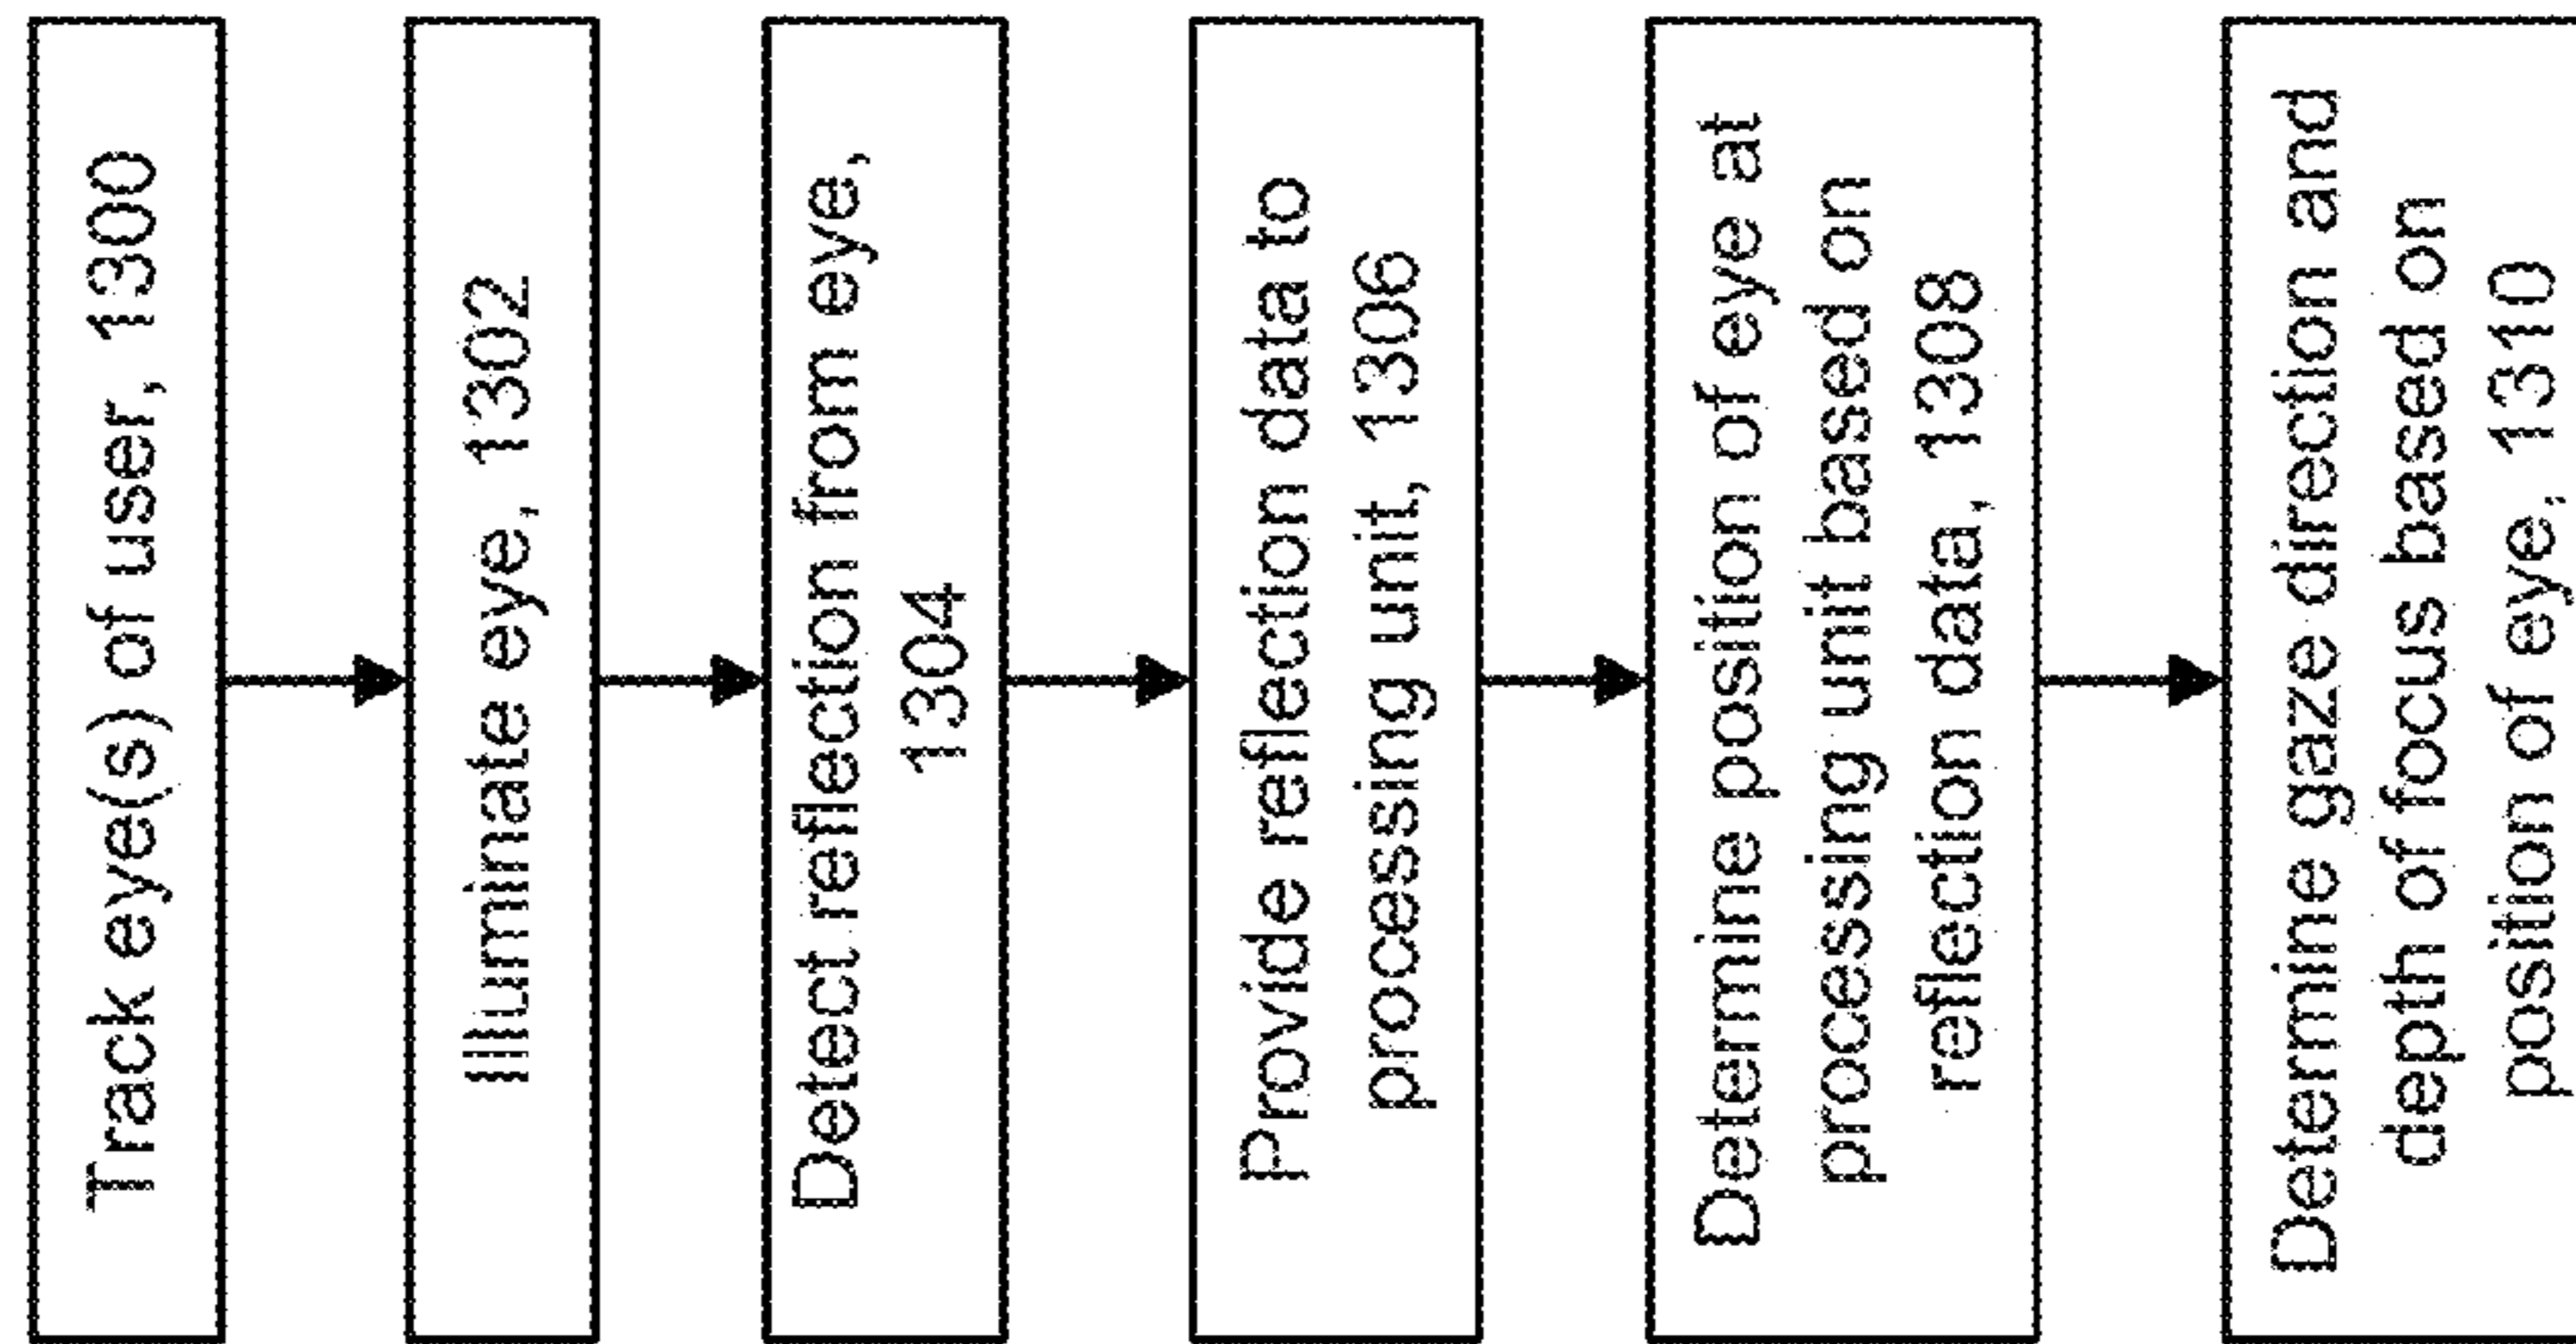 Track eye(s) of user, 1300
Illuminate eye, 1302
Detect reflection from eye,
1304
Provide reflection data to
processing unit, 1306
Determine position of eye at
processing unit based on
reflection data, 1308
Determine gaze direction and
depth of focus based on
position of eye, 1310